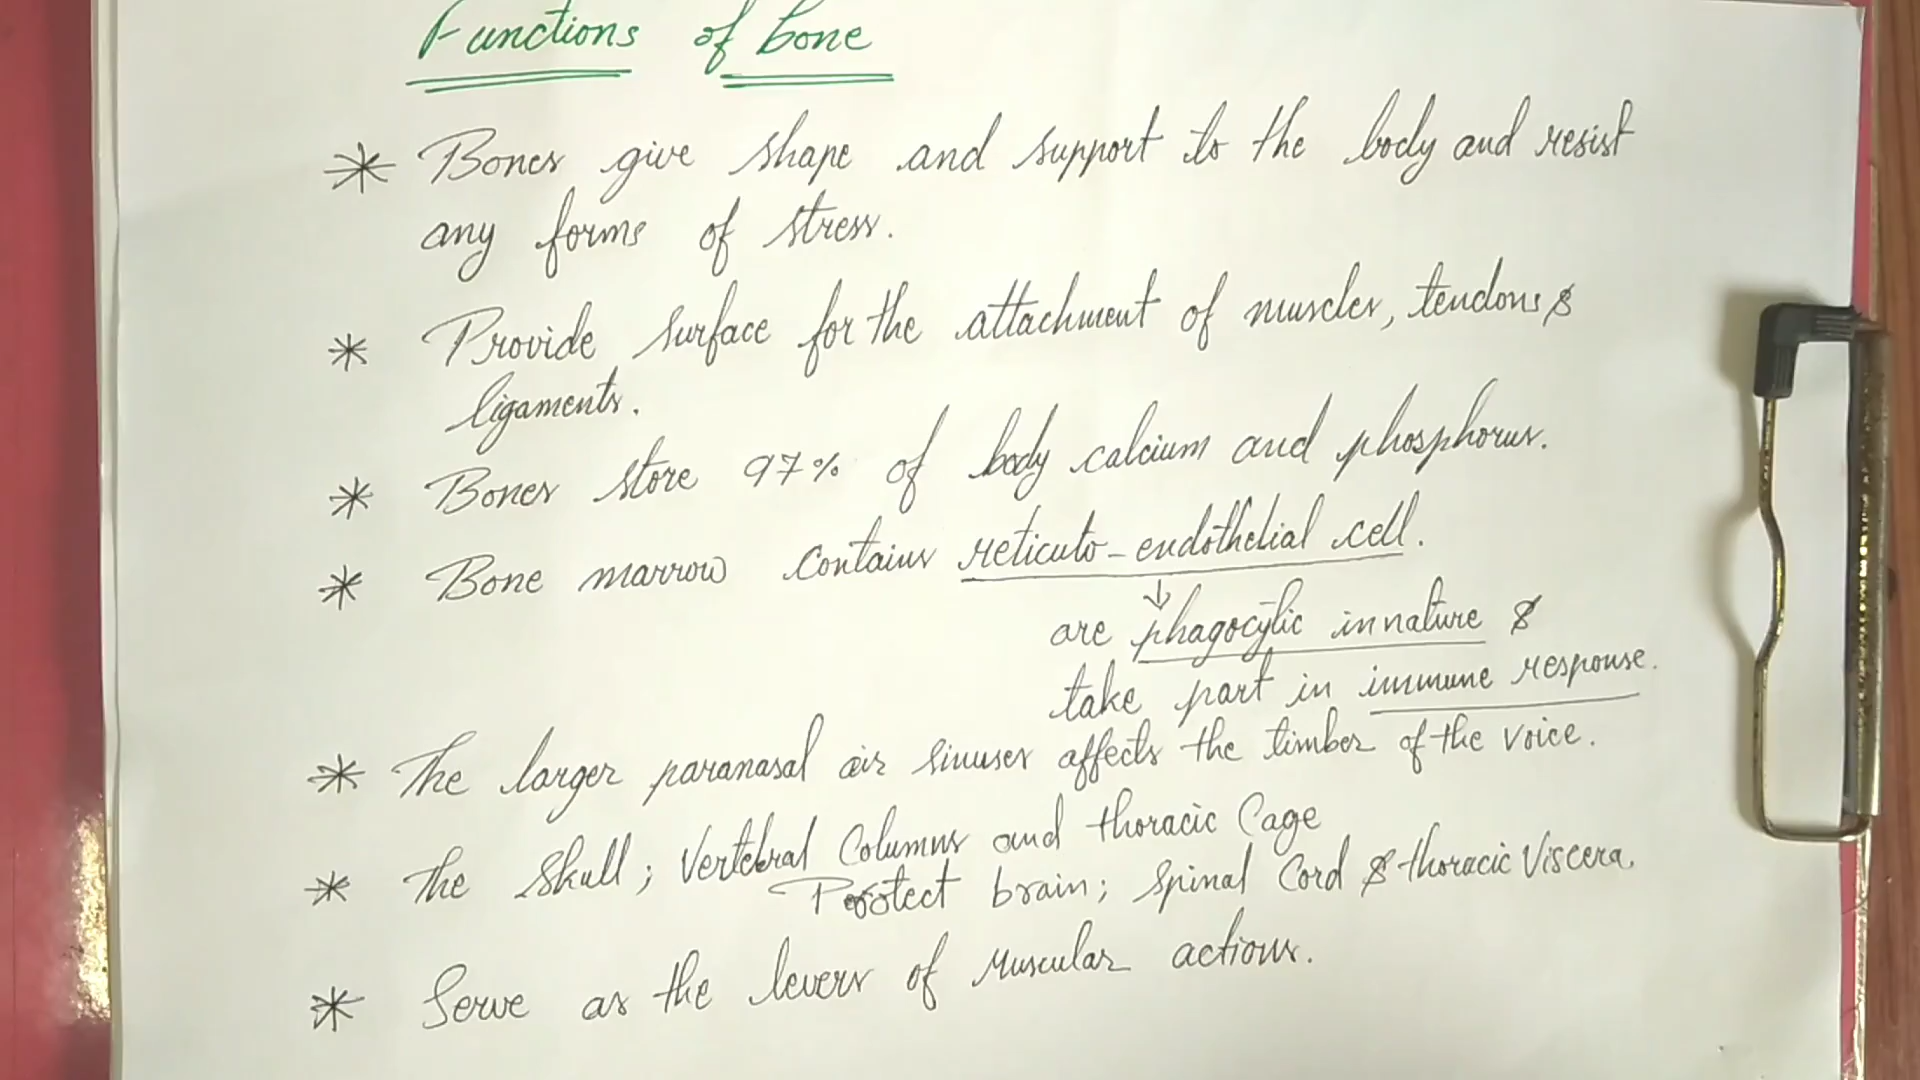 Functions of bone
* Bones give shape and support to the body and resist
any forms of stress.
* Provide surface for the attachment of muscles, tendons &
ligaments.
* Bones store 97% of body calcium and phosphorus.
* Bone marrow contains reticuto-endothelial cell.
↓
are phagocytic in nature &
take part in immune response.
* The larger paranasal air sinuses affects the timber of the voice.
* The skull; vertebral columns and thoracic cage
Protect brain; spinal cord & thoracic viscera.
* Serve as the levers of muscular actions.